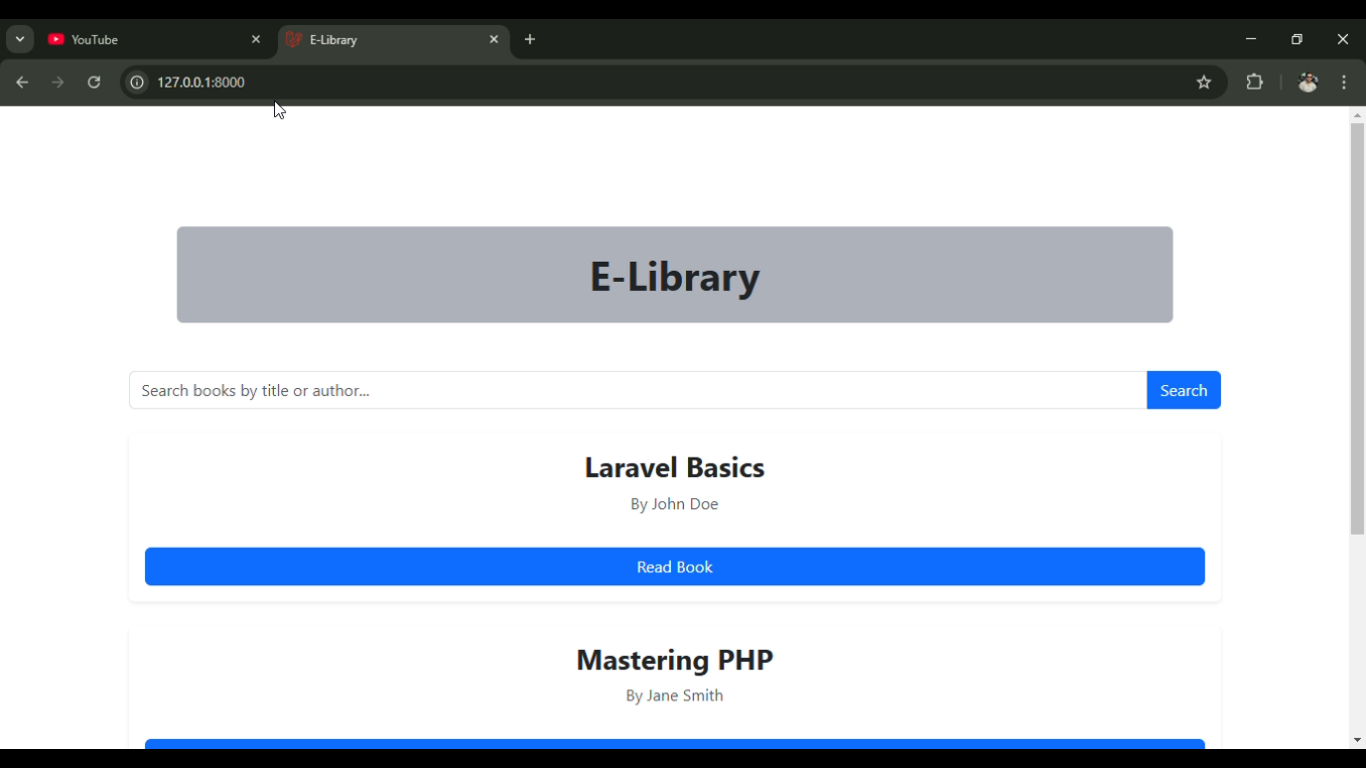 YouTube
E-Library
127.0.0.1:8000
E-Library
Search books by title or author...
Search
Laravel Basics
By John Doe
Read Book
Mastering PHP
By Jane Smith